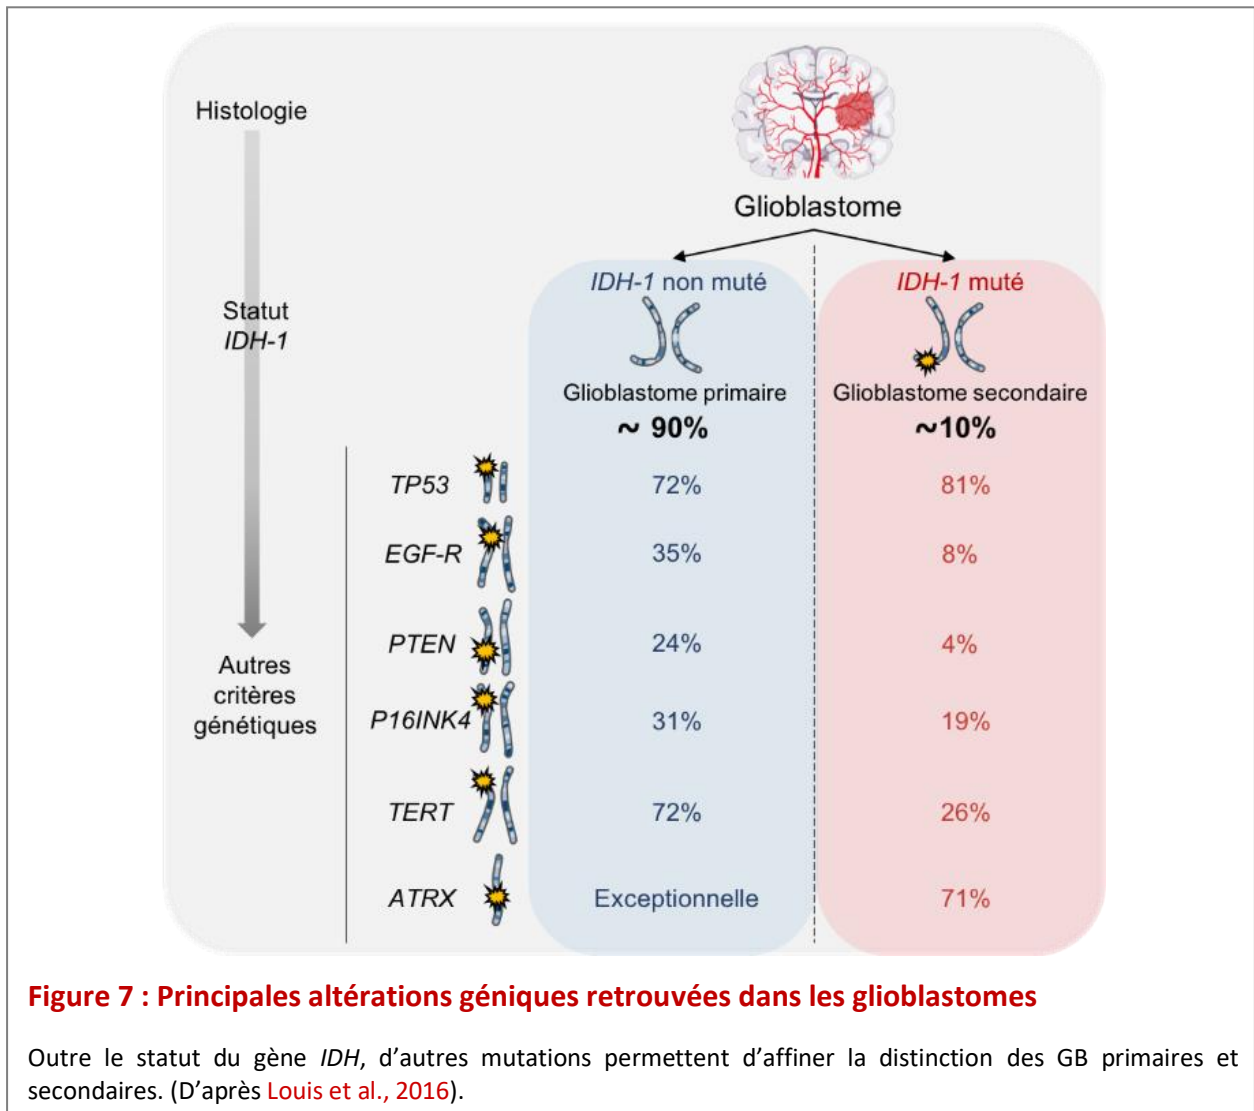 Histologie
Glioblastome
IDH-1 non muté
IDH-1 muté
Statut
IDH-1
Glioblastome primaire
Glioblastome secondaire
~ 90%
~10%
TP53
72%
81%
EGF-R
35%
8%
PTEN
24%
4%
Autres
critères
génétiques
P16INK4
31%
19%
TERT
72%
26%
ATRX
Exceptionnelle
71%
Figure 7 : Principales altérations géniques retrouvées dans les glioblastomes
Outre le statut du gène IDH, d’autres mutations permettent d’affiner la distinction des GB primaires et
secondaires. (D’après Louis et al., 2016).